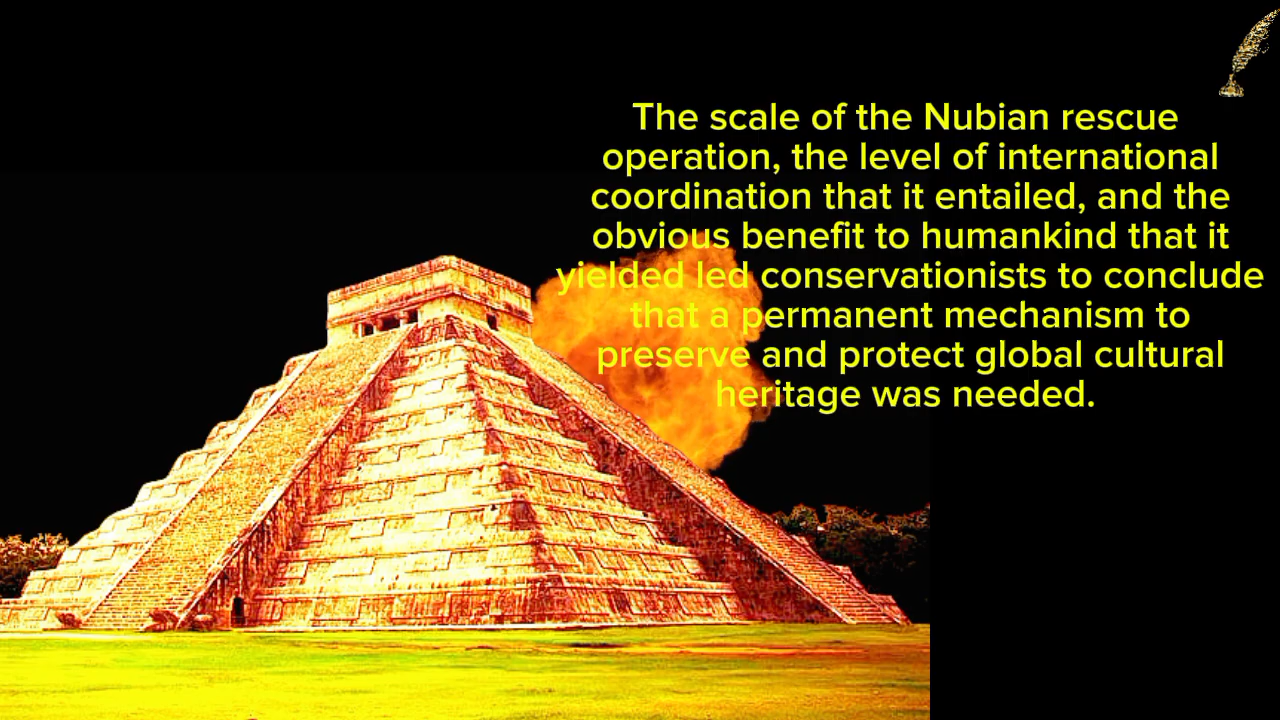 The scale of the Nubian rescue
operation, the level of international
coordination that it entailed, and the
obvious benefit to humankind that it
yielded led conservationists to conclude
that a permanent mechanism to
preserve and protect global cultural
heritage was needed.